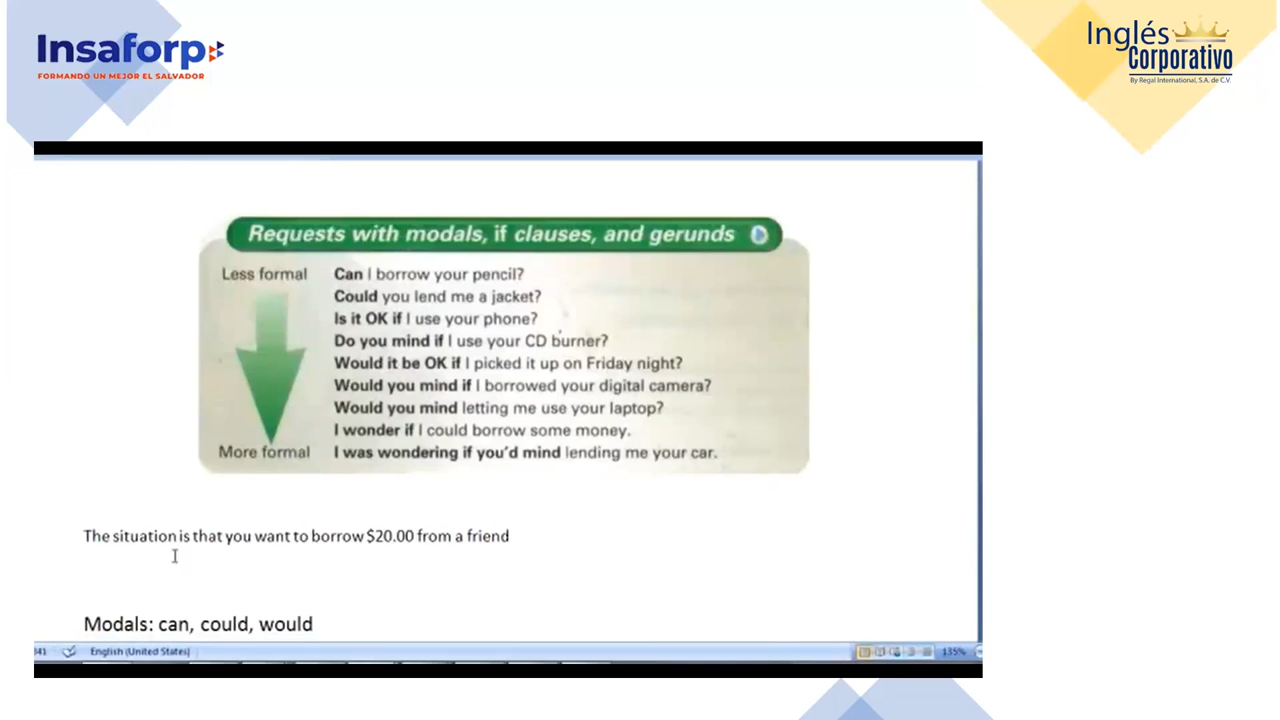 Insaforp
FORMANDO UN MEJOR EL SALVADOR
Inglés
Corporativo
By Regal International, S.A. de C.V.
Requests with modals, if clauses, and gerunds
Less formal
Can I borrow your pencil?
Could you lend me a jacket?
Is it OK if I use your phone?
Do you mind if I use your CD burner?
Would it be OK if I picked it up on Friday night?
Would you mind if I borrowed your digital camera?
Would you mind letting me use your laptop?
I wonder if I could borrow some money.
More formal
I was wondering if you'd mind lending me your car.
The situation is that you want to borrow $20.00 from a friend
Modals: can, could, would
341 English (United States) 135%